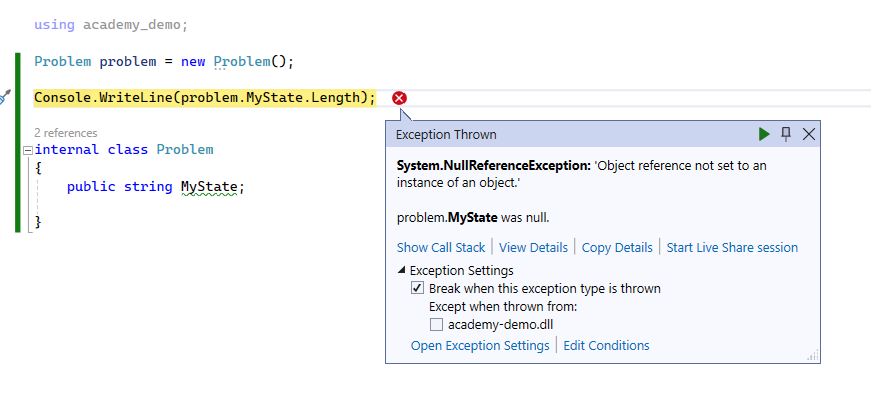 using academy_demo;
Problem problem = new Problem();
Console.WriteLine(problem.MyState.Length);
2 references
internal class Problem
{
public string MyState;
}
Exception Thrown
System.NullReferenceException: 'Object reference not set to an
instance of an object.'
problem.MyState was null.
Show Call Stack | View Details | Copy Details | Start Live Share session
Exception Settings
Break when this exception type is thrown
Except when thrown from:
academy-demo.dll
Open Exception Settings | Edit Conditions